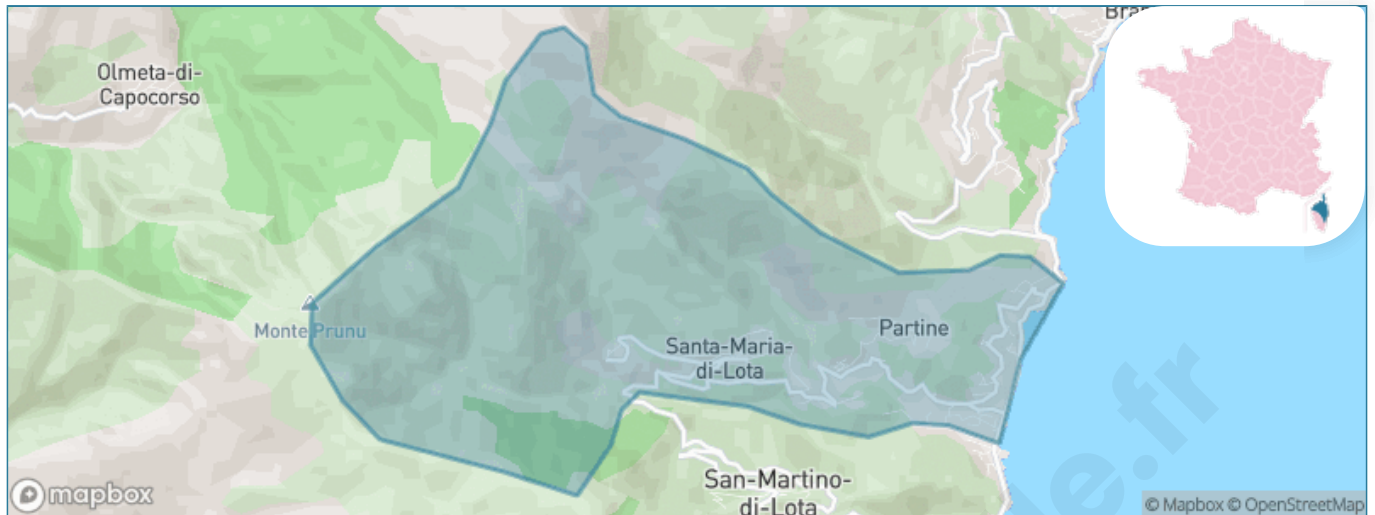 Olmeta-di-
Capocorso
Monte Prunu
Santa-Maria-
di-Lota
Partine
San-Martino-
di-Lota
mapbox
© Mapbox © OpenStreetMap